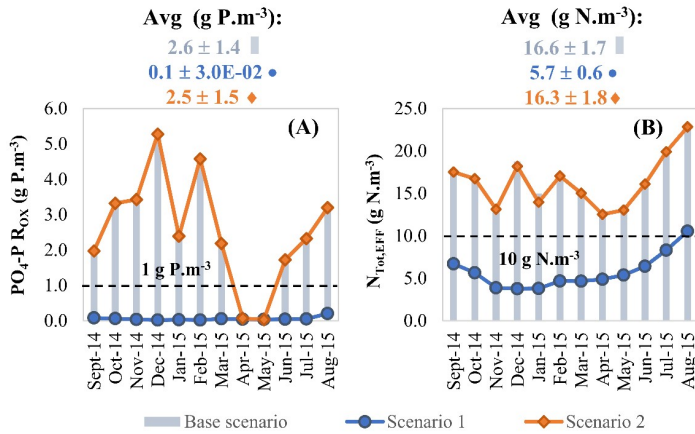 Avg (g P.m-³):
2.6 ± 1.4
0.1 ± 3.0E-02
2.5 ± 1.5
Avg (g N.m-³):
16.6 ± 1.7
5.7 ± 0.6
16.3 ± 1.8
PO4-P ROX (g P.m-³)
6.0
5.0
4.0
3.0
2.0
1.0
0.0
(A)
1 g P.m-³
Sept-14
Oct-14
Nov-14
Dec-14
Jan-15
Feb-15
Mar-15
Apr-15
May-15
Jun-15
Jul-15
Aug-15
NTot,EFF (g N.m-³)
25.0
20.0
15.0
10.0
5.0
0.0
(B)
10 g N.m-³
Sept-14
Oct-14
Nov-14
Dec-14
Jan-15
Feb-15
Mar-15
Apr-15
May-15
Jun-15
Jul-15
Aug-15
Base scenario
Scenario 1
Scenario 2